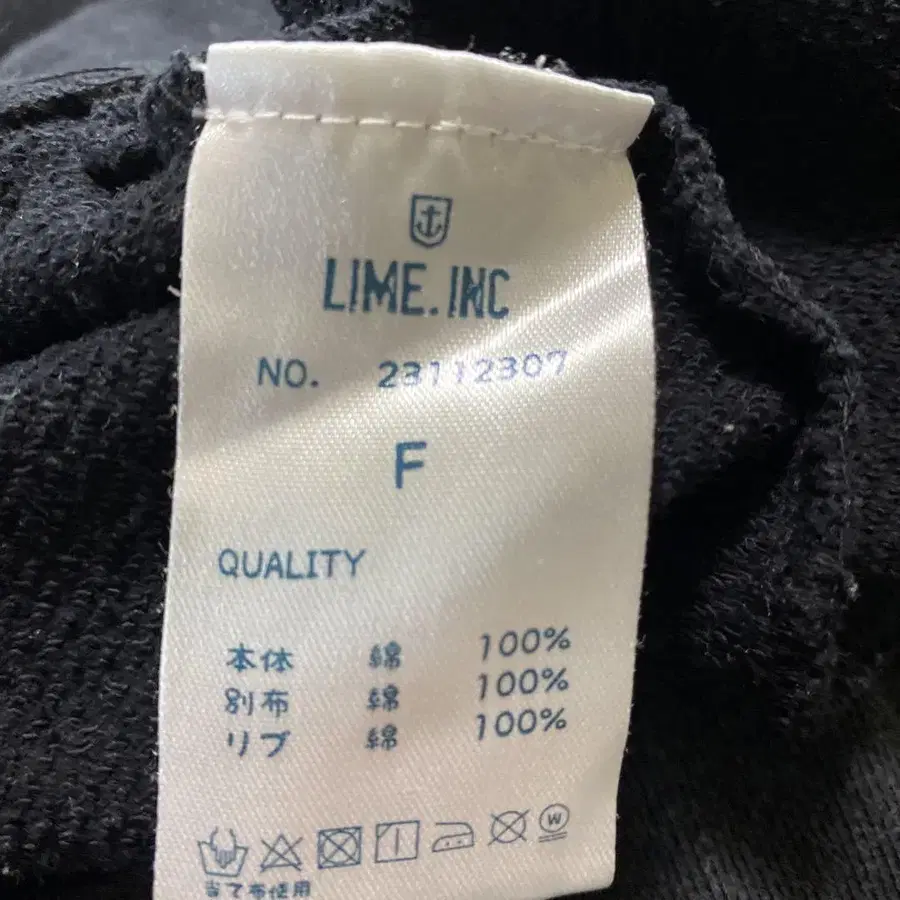 LIME.INC
NO. 23112307
F
QUALITY
本体 綿 100%
別布 綿 100%
リブ 綿 100%
W
当て布使用